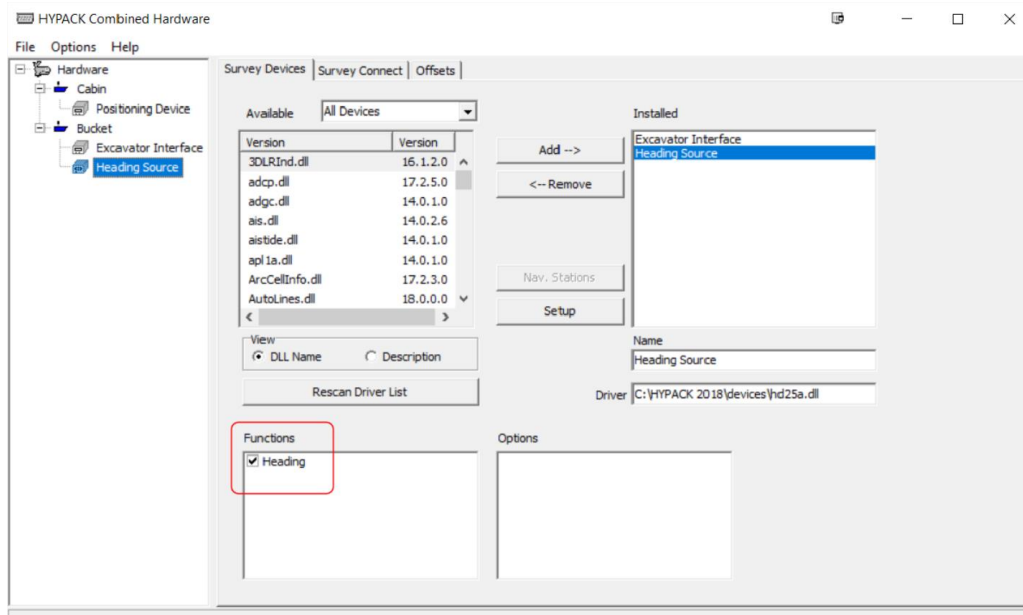 HYPACK Combined Hardware
File Options Help
Hardware
Cabin
Positioning Device
Bucket
Excavator Interface
Heading Source
Survey Devices Survey Connect Offsets
Available All Devices
Version Version
3DLRInd.dll 16.1.2.0
adcp.dll 17.2.5.0
adgc.dll 14.0.1.0
ais.dll 14.0.2.6
aistide.dll 14.0.1.0
apl1a.dll 14.0.1.0
ArcCellInfo.dll 17.2.3.0
AutoLines.dll 18.0.0.0
View
DLL Name Description
Rescan Driver List
Add -->
<-- Remove
Nav. Stations
Setup
Installed
Excavator Interface
Heading Source
Name
Heading Source
Driver C:\HYPACK 2018\devices\hd25a.dll
Functions
Heading
Options